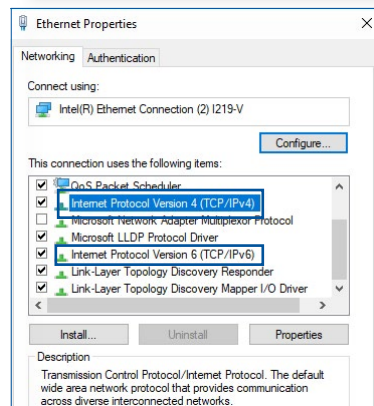 Ethernet Properties
Networking Authentication
Connect using:
Intel(R) Ethernet Connection (2) I219-V
Configure...
This connection uses the following items:
QoS Packet Scheduler
Internet Protocol Version 4 (TCP/IPv4)
Microsoft Network Adapter Multiplexor Protocol
Microsoft LLDP Protocol Driver
Internet Protocol Version 6 (TCP/IPv6)
Link-Layer Topology Discovery Responder
Link-Layer Topology Discovery Mapper I/O Driver
Install... Uninstall Properties
Description
Transmission Control Protocol/Internet Protocol. The default
wide area network protocol that provides communication
across diverse interconnected networks.